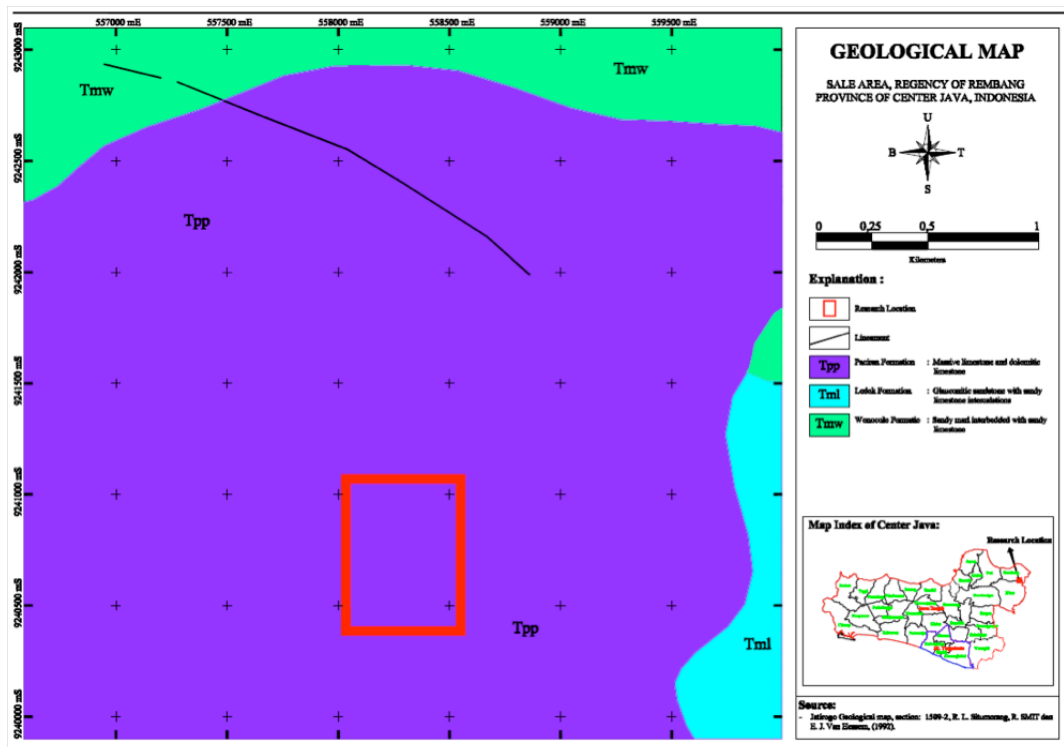 557000 mE 557500 mE 558000 mE 558500 mE 559000 mE 559500 mE
9243000 mS
9242500 mS
9242000 mS
9241500 mS
9241000 mS
9240500 mS
9240000 mS
Tmw
Tmw
Tpp
Tpp
Tml
GEOLOGICAL MAP
SALE AREA, REGENCY OF REMBANG
PROVINCE OF CENTER JAVA, INDONESIA
U
B T
S
0 0,25 0,5 1
Kilometers
Explanation :
Research Location
Lineament
Tpp Paciran Formation : Massive limestone and dolomitic
limestone
Tml Ledok Formation : Glauconitic sandstone with sandy
limestone intercalations
Tmw Wonocolo Formatio : Sandy marl interbedded with sandy
limestone
Map Index of Center Java:
Research Location
Source:
- Jatirogo Geological map, section: 1509-2, R. L. Situmorang, R. SMIT dan
E. J. Van Bessem, (1992).